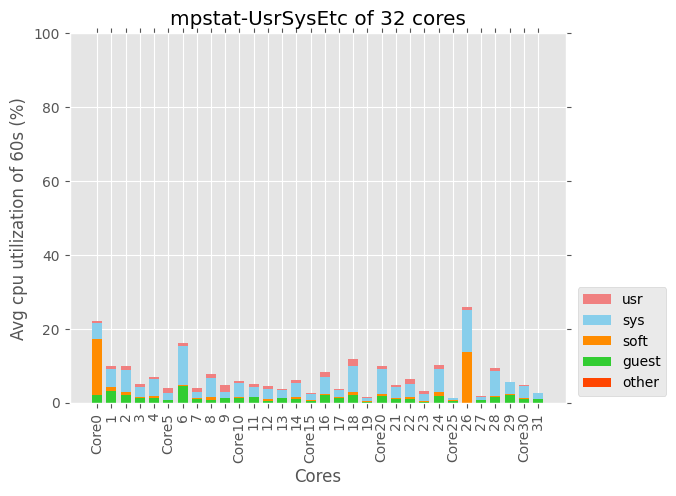 mpstat-UsrSysEtc of 32 cores
100
80
60
40
20
0
Avg cpu utilization of 60s (%)
Core0
1
2
3
4
Core5
6
7
8
9
Core10
11
12
13
14
Core15
16
17
18
19
Core20
21
22
23
24
Core25
26
27
28
29
Core30
31
Cores
usr
sys
soft
guest
other